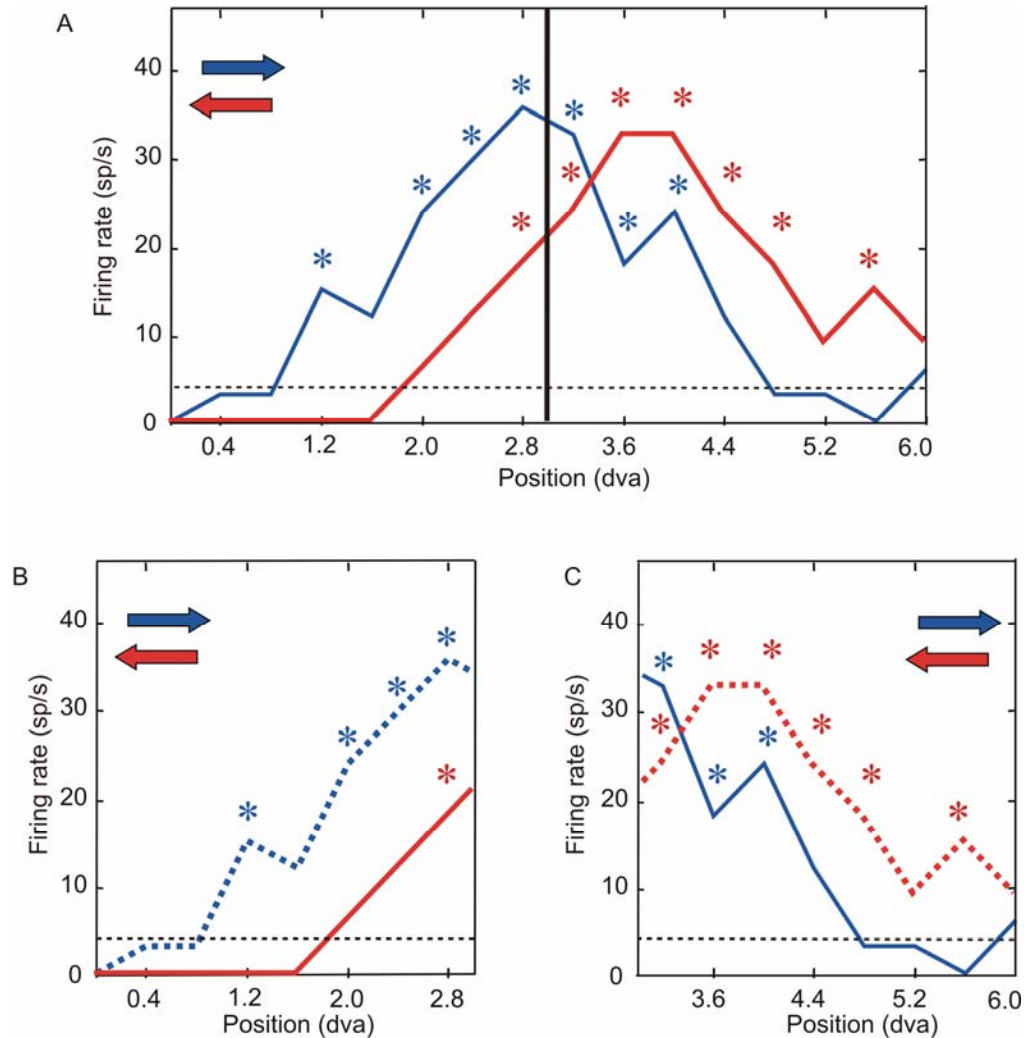 A
Firing rate (sp/s)
40
30
20
10
0
* * * * * * * *
* * * * * * * 
0.4 1.2 2.0 2.8 3.6 4.4 5.2 6.0
Position (dva)
B
Firing rate (sp/s)
40
30
20
10
0
* * * *
*
0.4 1.2 2.0 2.8
Position (dva)
C
Firing rate (sp/s)
40
30
20
10
0
* * *
* * * * * *
3.6 4.4 5.2 6.0
Position (dva)